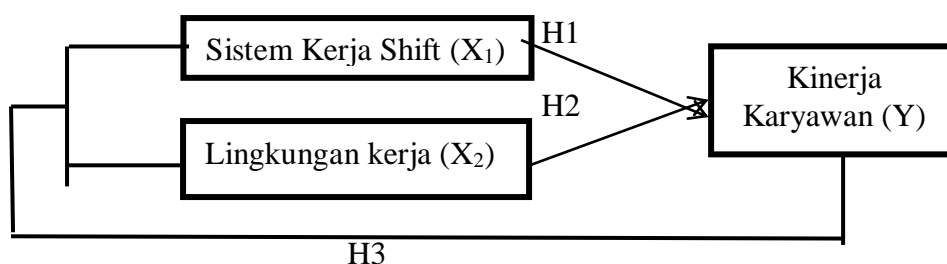 Sistem Kerja Shift (X₁)
H1
Kinerja
Karyawan (Y)
H2
Lingkungan kerja (X₂)
H3